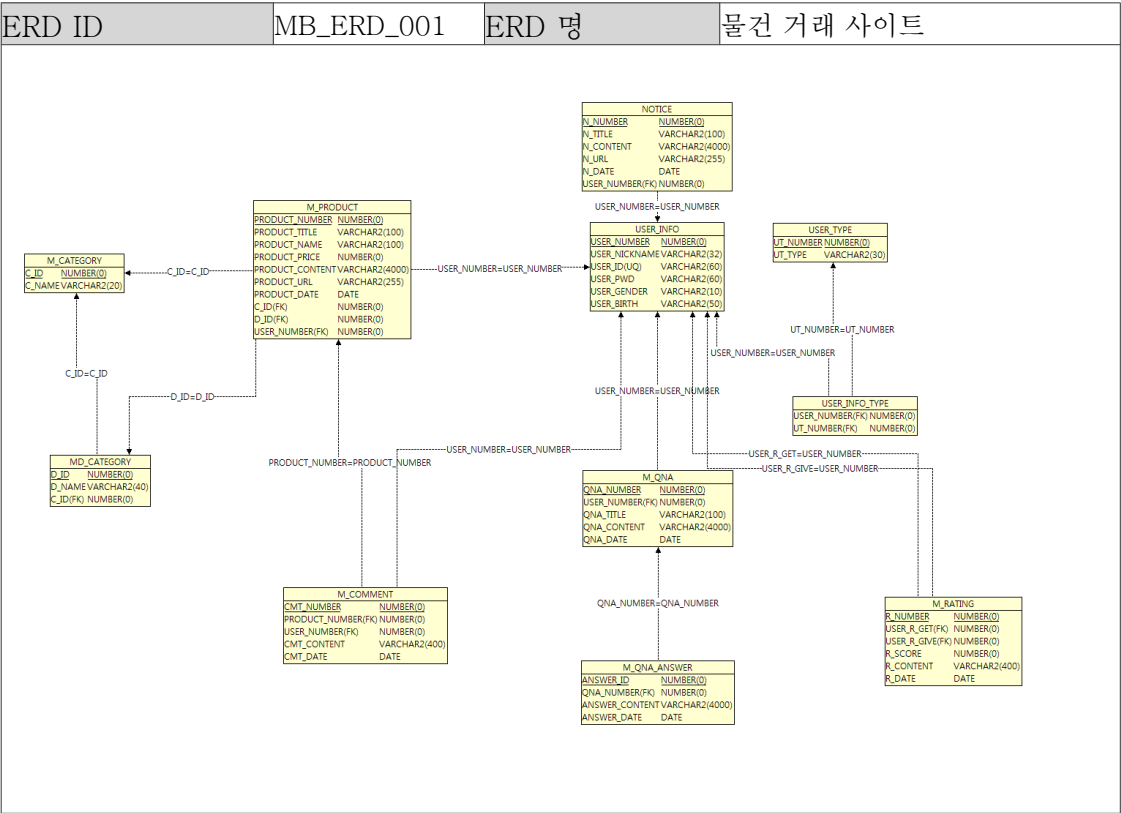 ERD ID MB_ERD_001 ERD 명 물건 거래 사이트
NOTICE
N_NUMBER NUMBER(0)
N_TITLE VARCHAR2(100)
N_CONTENT VARCHAR2(4000)
N_URL VARCHAR2(255)
N_DATE DATE
USER_NUMBER(FK) NUMBER(0)
USER_NUMBER=USER_NUMBER
M_PRODUCT
PRODUCT_NUMBER NUMBER(0)
PRODUCT_TITLE VARCHAR2(100)
PRODUCT_NAME VARCHAR2(100)
PRODUCT_PRICE NUMBER(0)
PRODUCT_CONTENT VARCHAR2(4000)
PRODUCT_URL VARCHAR2(255)
PRODUCT_DATE DATE
C_ID(FK) NUMBER(0)
D_ID(FK) NUMBER(0)
USER_NUMBER(FK) NUMBER(0)
USER_INFO
USER_NUMBER NUMBER(0)
USER_NICKNAME VARCHAR2(32)
USER_ID(UQ) VARCHAR2(60)
USER_PWD VARCHAR2(60)
USER_GENDER VARCHAR2(10)
USER_BIRTH VARCHAR2(50)
USER_TYPE
UT_NUMBER NUMBER(0)
UT_TYPE VARCHAR2(30)
M_CATEGORY
C_ID NUMBER(0)
C_NAME VARCHAR2(20)
C_ID=C_ID
USER_NUMBER=USER_NUMBER
UT_NUMBER=UT_NUMBER
USER_NUMBER=USER_NUMBER
C_ID=C_ID
D_ID=D_ID
USER_NUMBER=USER_NUMBER
USER_INFO_TYPE
USER_NUMBER(FK) NUMBER(0)
UT_NUMBER(FK) NUMBER(0)
MD_CATEGORY
D_ID NUMBER(0)
D_NAME VARCHAR2(40)
C_ID(FK) NUMBER(0)
PRODUCT_NUMBER=PRODUCT_NUMBER
USER_NUMBER=USER_NUMBER
USER_R_GET=USER_NUMBER
USER_R_GIVE=USER_NUMBER
M_QNA
QNA_NUMBER NUMBER(0)
USER_NUMBER(FK) NUMBER(0)
QNA_TITLE VARCHAR2(100)
QNA_CONTENT VARCHAR2(4000)
QNA_DATE DATE
QNA_NUMBER=QNA_NUMBER
M_COMMENT
CMT_NUMBER NUMBER(0)
PRODUCT_NUMBER(FK) NUMBER(0)
USER_NUMBER(FK) NUMBER(0)
CMT_CONTENT VARCHAR2(400)
CMT_DATE DATE
M_RATING
R_NUMBER NUMBER(0)
USER_R_GET(FK) NUMBER(0)
USER_R_GIVE(FK) NUMBER(0)
R_SCORE NUMBER(0)
R_CONTENT VARCHAR2(400)
R_DATE DATE
M_QNA_ANSWER
ANSWER_ID NUMBER(0)
QNA_NUMBER(FK) NUMBER(0)
ANSWER_CONTENT VARCHAR2(4000)
ANSWER_DATE DATE